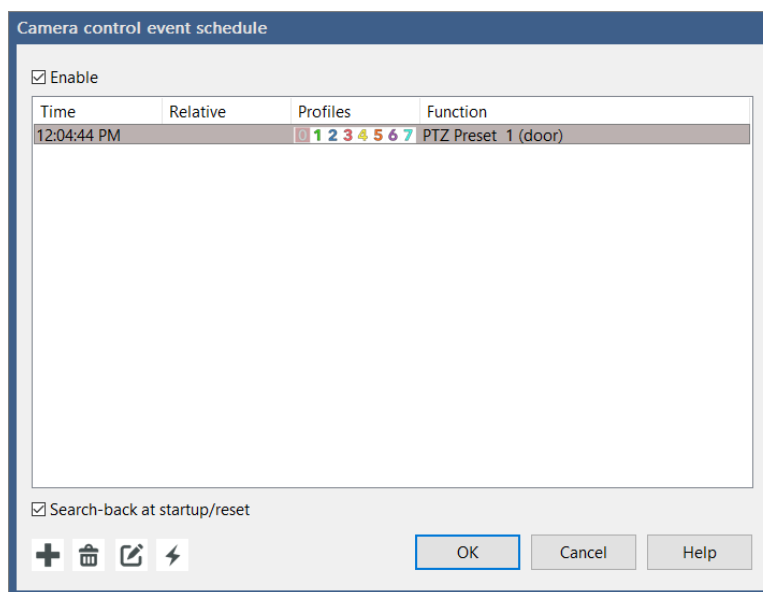 Camera control event schedule
Enable
Time Relative Profiles Function
12:04:44 PM 0 1 2 3 4 5 6 7 PTZ Preset 1 (door)
Search-back at startup/reset
OK Cancel Help